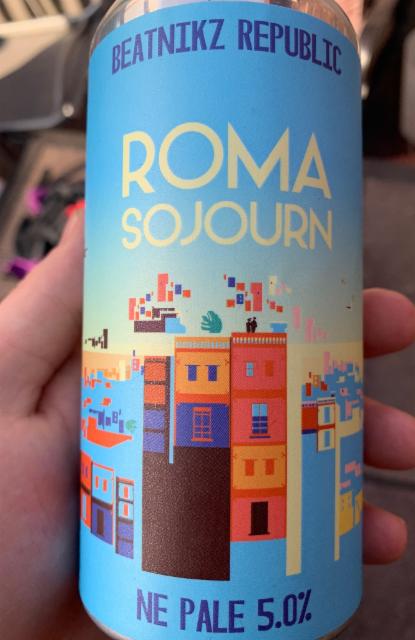 BEATNIKZ REPUBLIC
ROMA
SOJOURN
NE PALE 5.0%